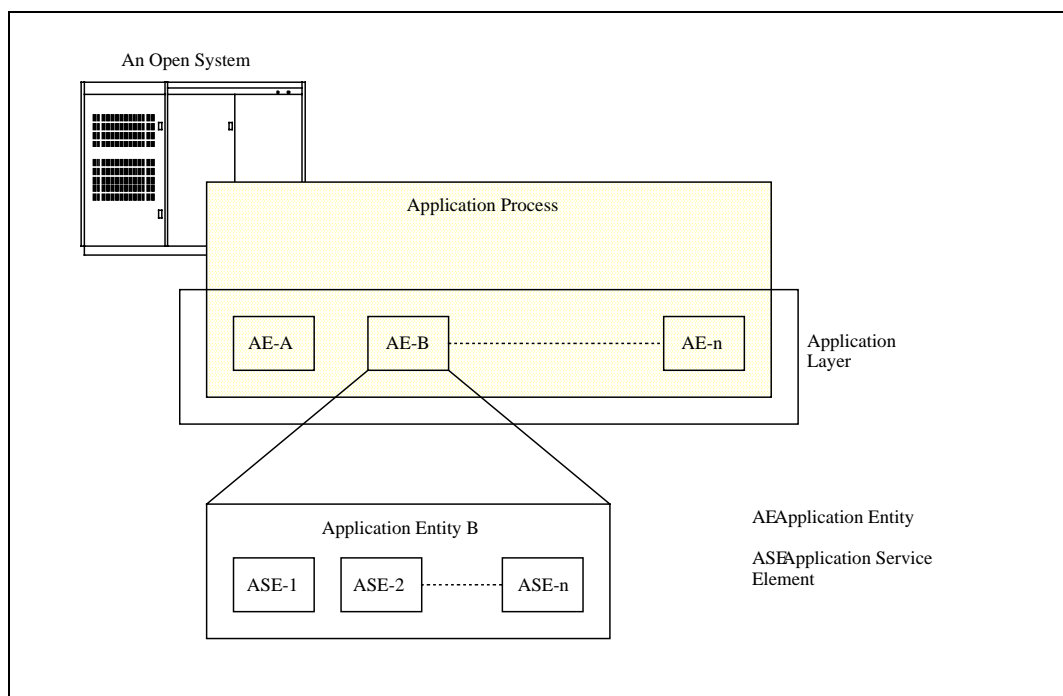 An Open System
Application Process
AE-A
AE-B
AE-n
Application
Layer
Application Entity B
ASE-1
ASE-2
ASE-n
AEApplication Entity
ASEApplication Service
Element